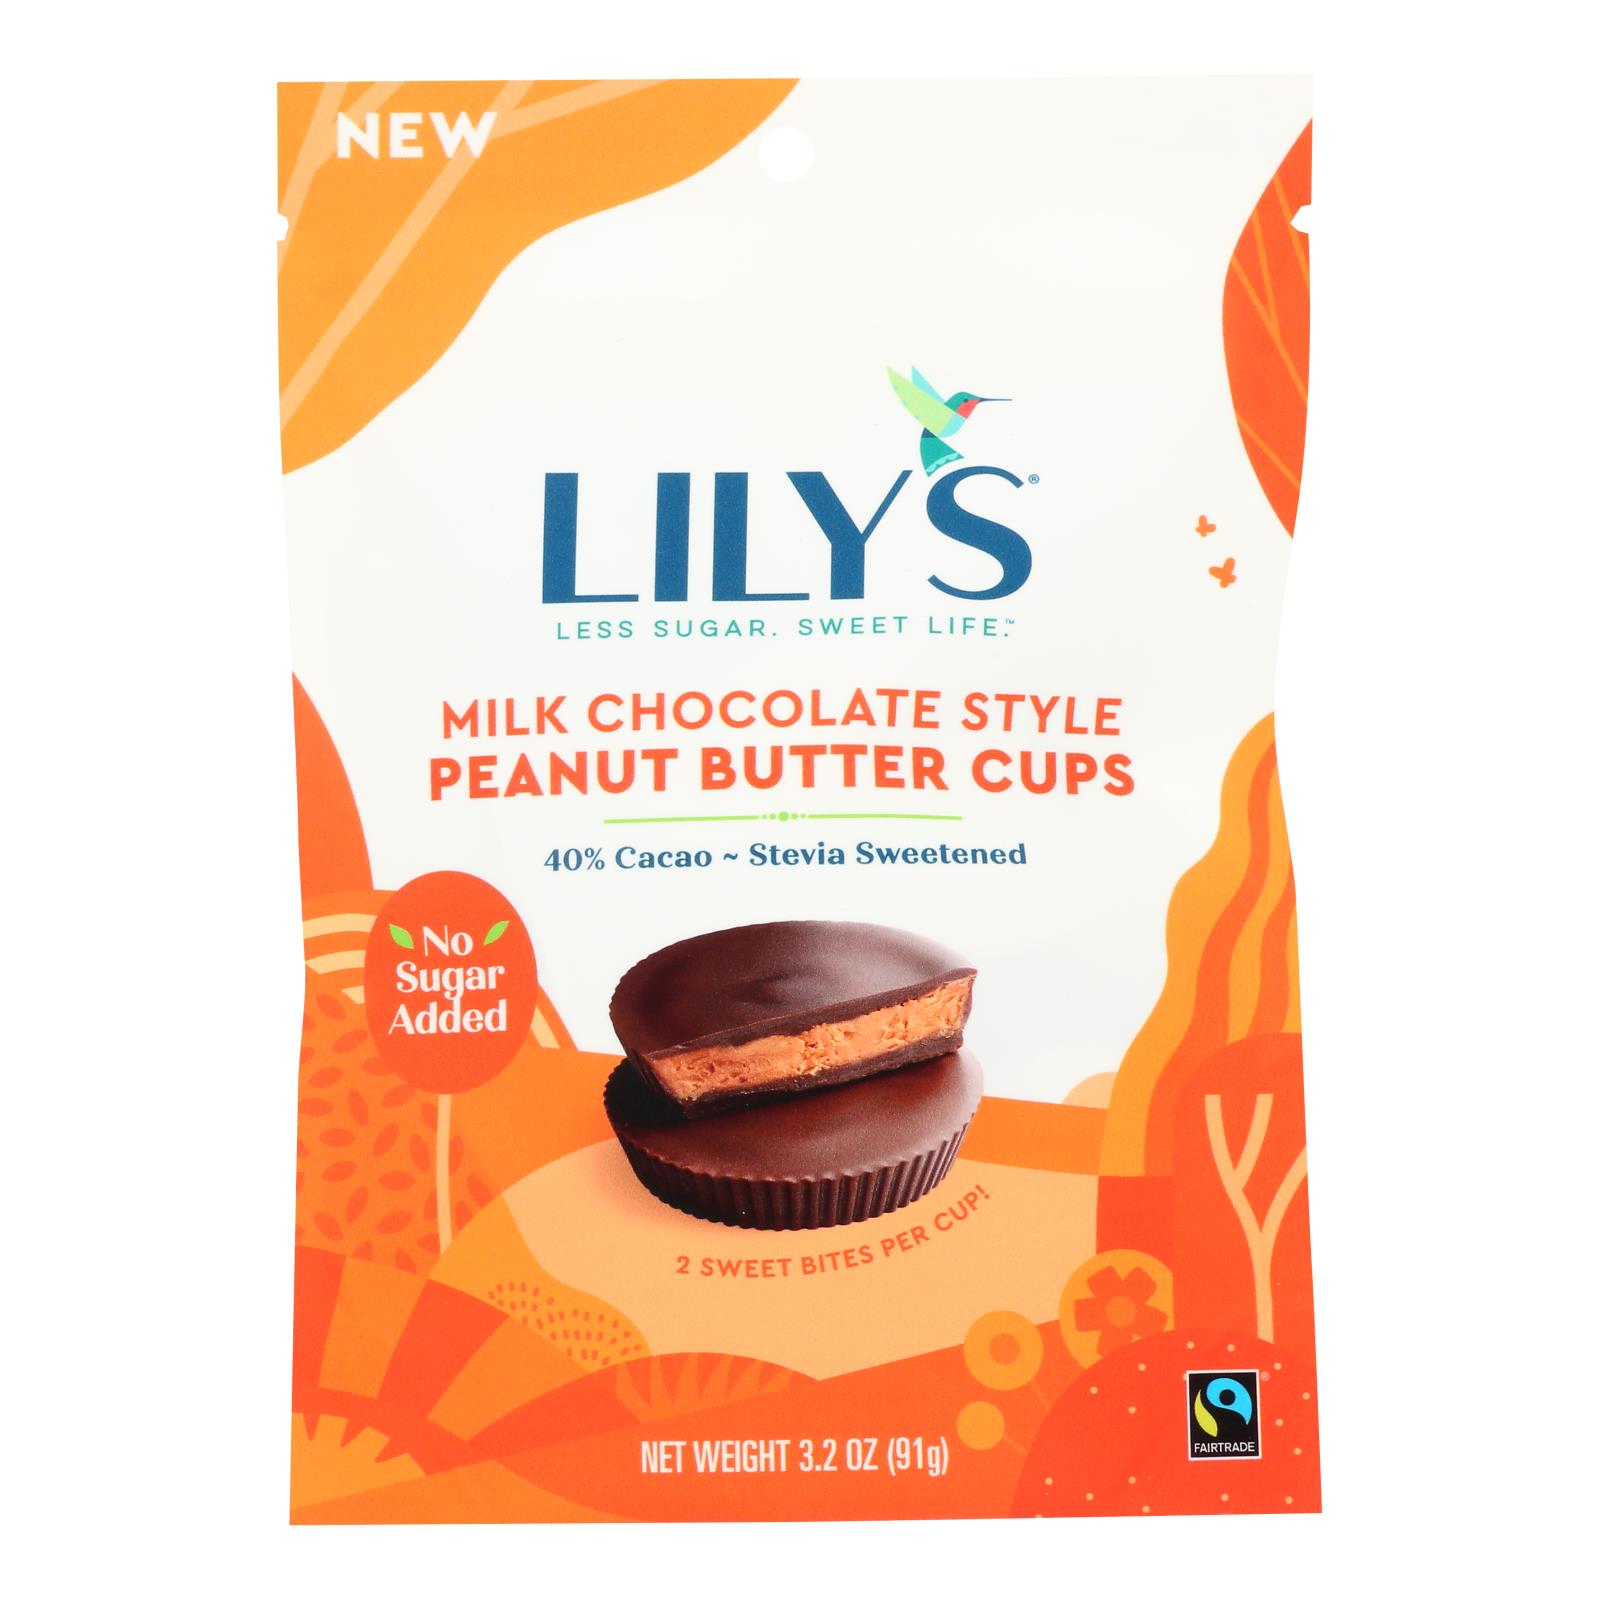 NEW
LILY'S®
LESS SUGAR. SWEET LIFE.™
MILK CHOCOLATE STYLE
PEANUT BUTTER CUPS
40% Cacao ~ Stevia Sweetened
No
Sugar
Added
2 SWEET BITES PER CUP!
NET WEIGHT 3.2 OZ (91g)
FAIRTRADE
®